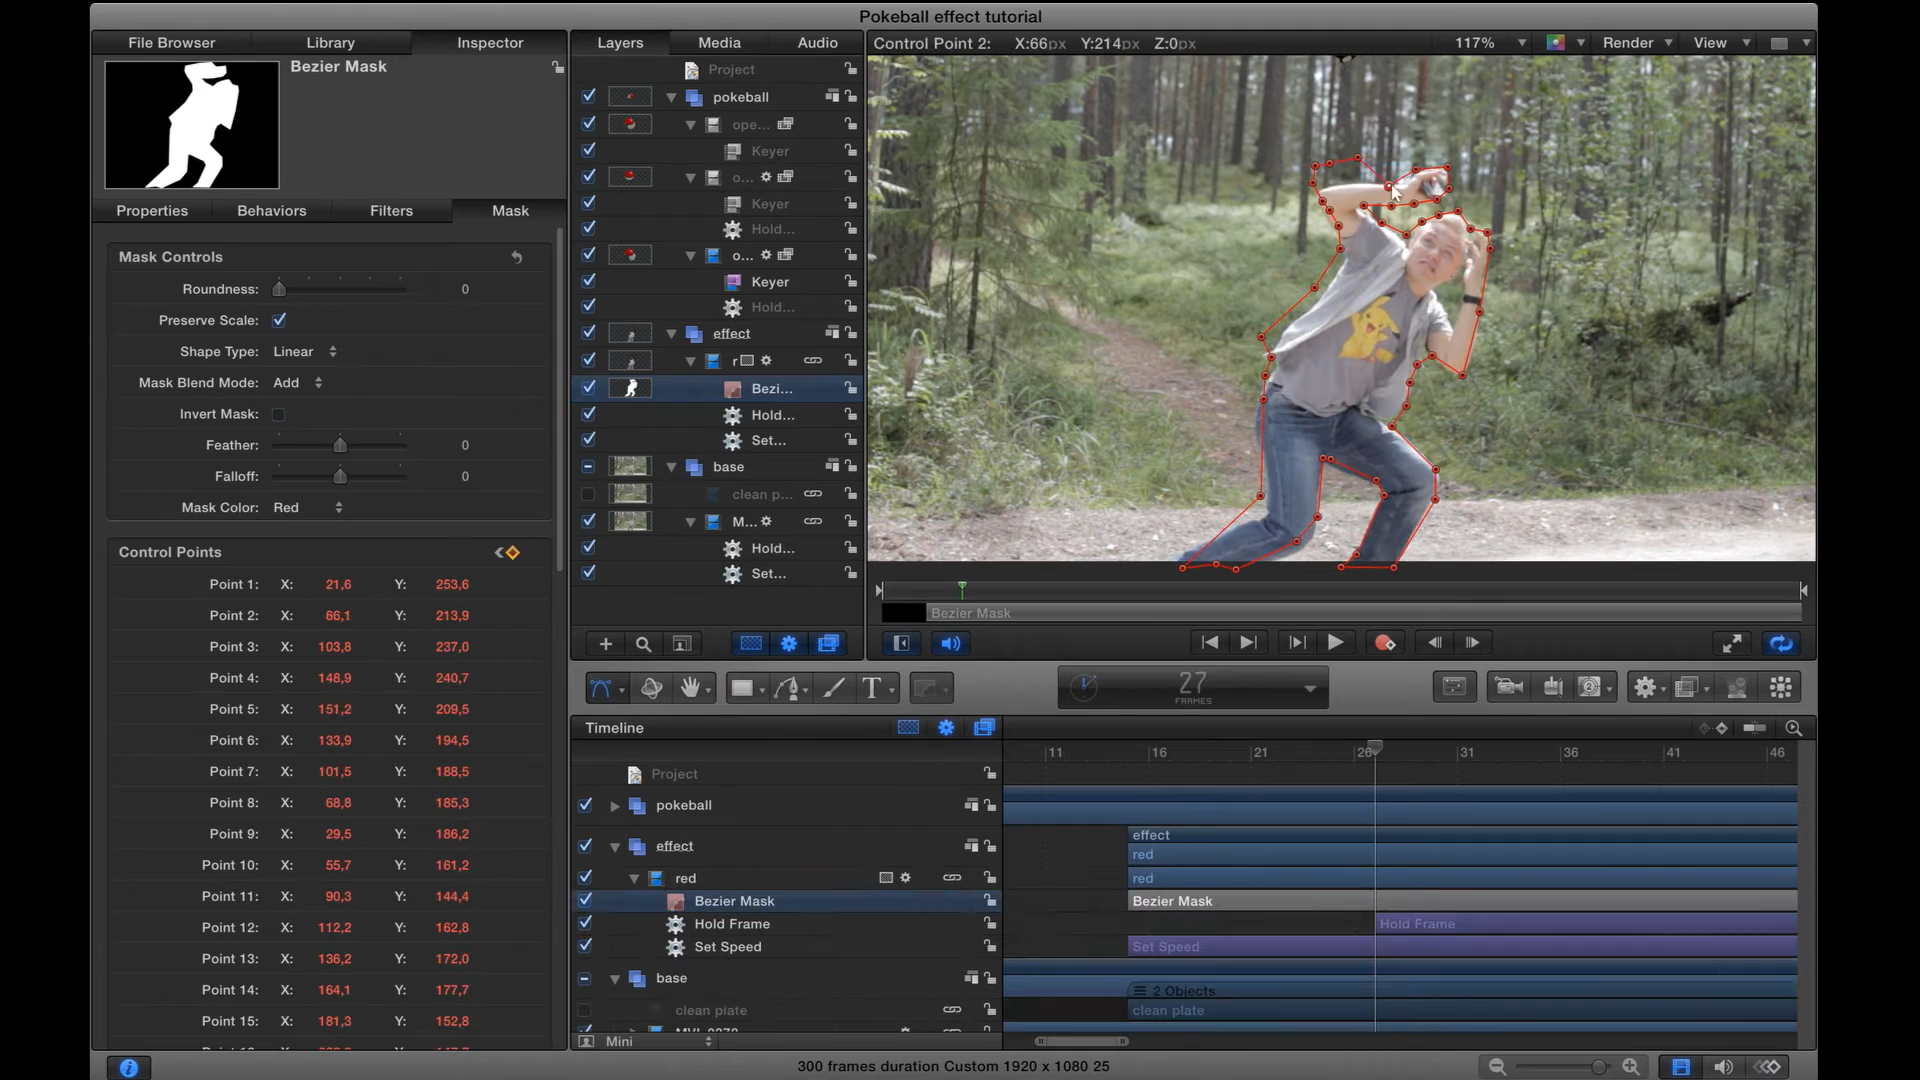 Pokeball effect tutorial
File Browser
Library
Inspector
Bezier Mask
Properties
Behaviors
Filters
Mask
Mask Controls
Roundness: 0
Preserve Scale:
Shape Type: Linear
Mask Blend Mode: Add
Invert Mask:
Feather: 0
Falloff: 0
Mask Color: Red
Control Points
Point 1: X: 21,6 Y: 253,6
Point 2: X: 66,1 Y: 213,9
Point 3: X: 103,8 Y: 237,0
Point 4: X: 148,9 Y: 240,7
Point 5: X: 151,2 Y: 209,5
Point 6: X: 133,9 Y: 194,5
Point 7: X: 101,5 Y: 188,5
Point 8: X: 68,8 Y: 185,3
Point 9: X: 29,5 Y: 186,2
Point 10: X: 55,7 Y: 161,2
Point 11: X: 90,3 Y: 144,4
Point 12: X: 112,2 Y: 162,8
Point 13: X: 136,2 Y: 172,0
Point 14: X: 164,1 Y: 177,7
Point 15: X: 181,3 Y: 152,8
Layers
Media
Audio
Project
pokeball
ope...
Keyer
o...
Keyer
Hold...
o...
Keyer
Hold...
effect
r
Bezi...
Hold...
Set...
base
clean p...
M...
Hold...
Set...
Control Point 2: X:66px Y:214px Z:0px
117%
Render
View
Bezier Mask
T
27
FRAMES
2
Timeline
11 16 21 26 31 36 41 46
Project
pokeball
effect
effect
red
red
red
Bezier Mask
Bezier Mask
Hold Frame
Hold Frame
Set Speed
Set Speed
base
2 Objects
clean plate
clean plate
Mini
300 frames duration Custom 1920 x 1080 25